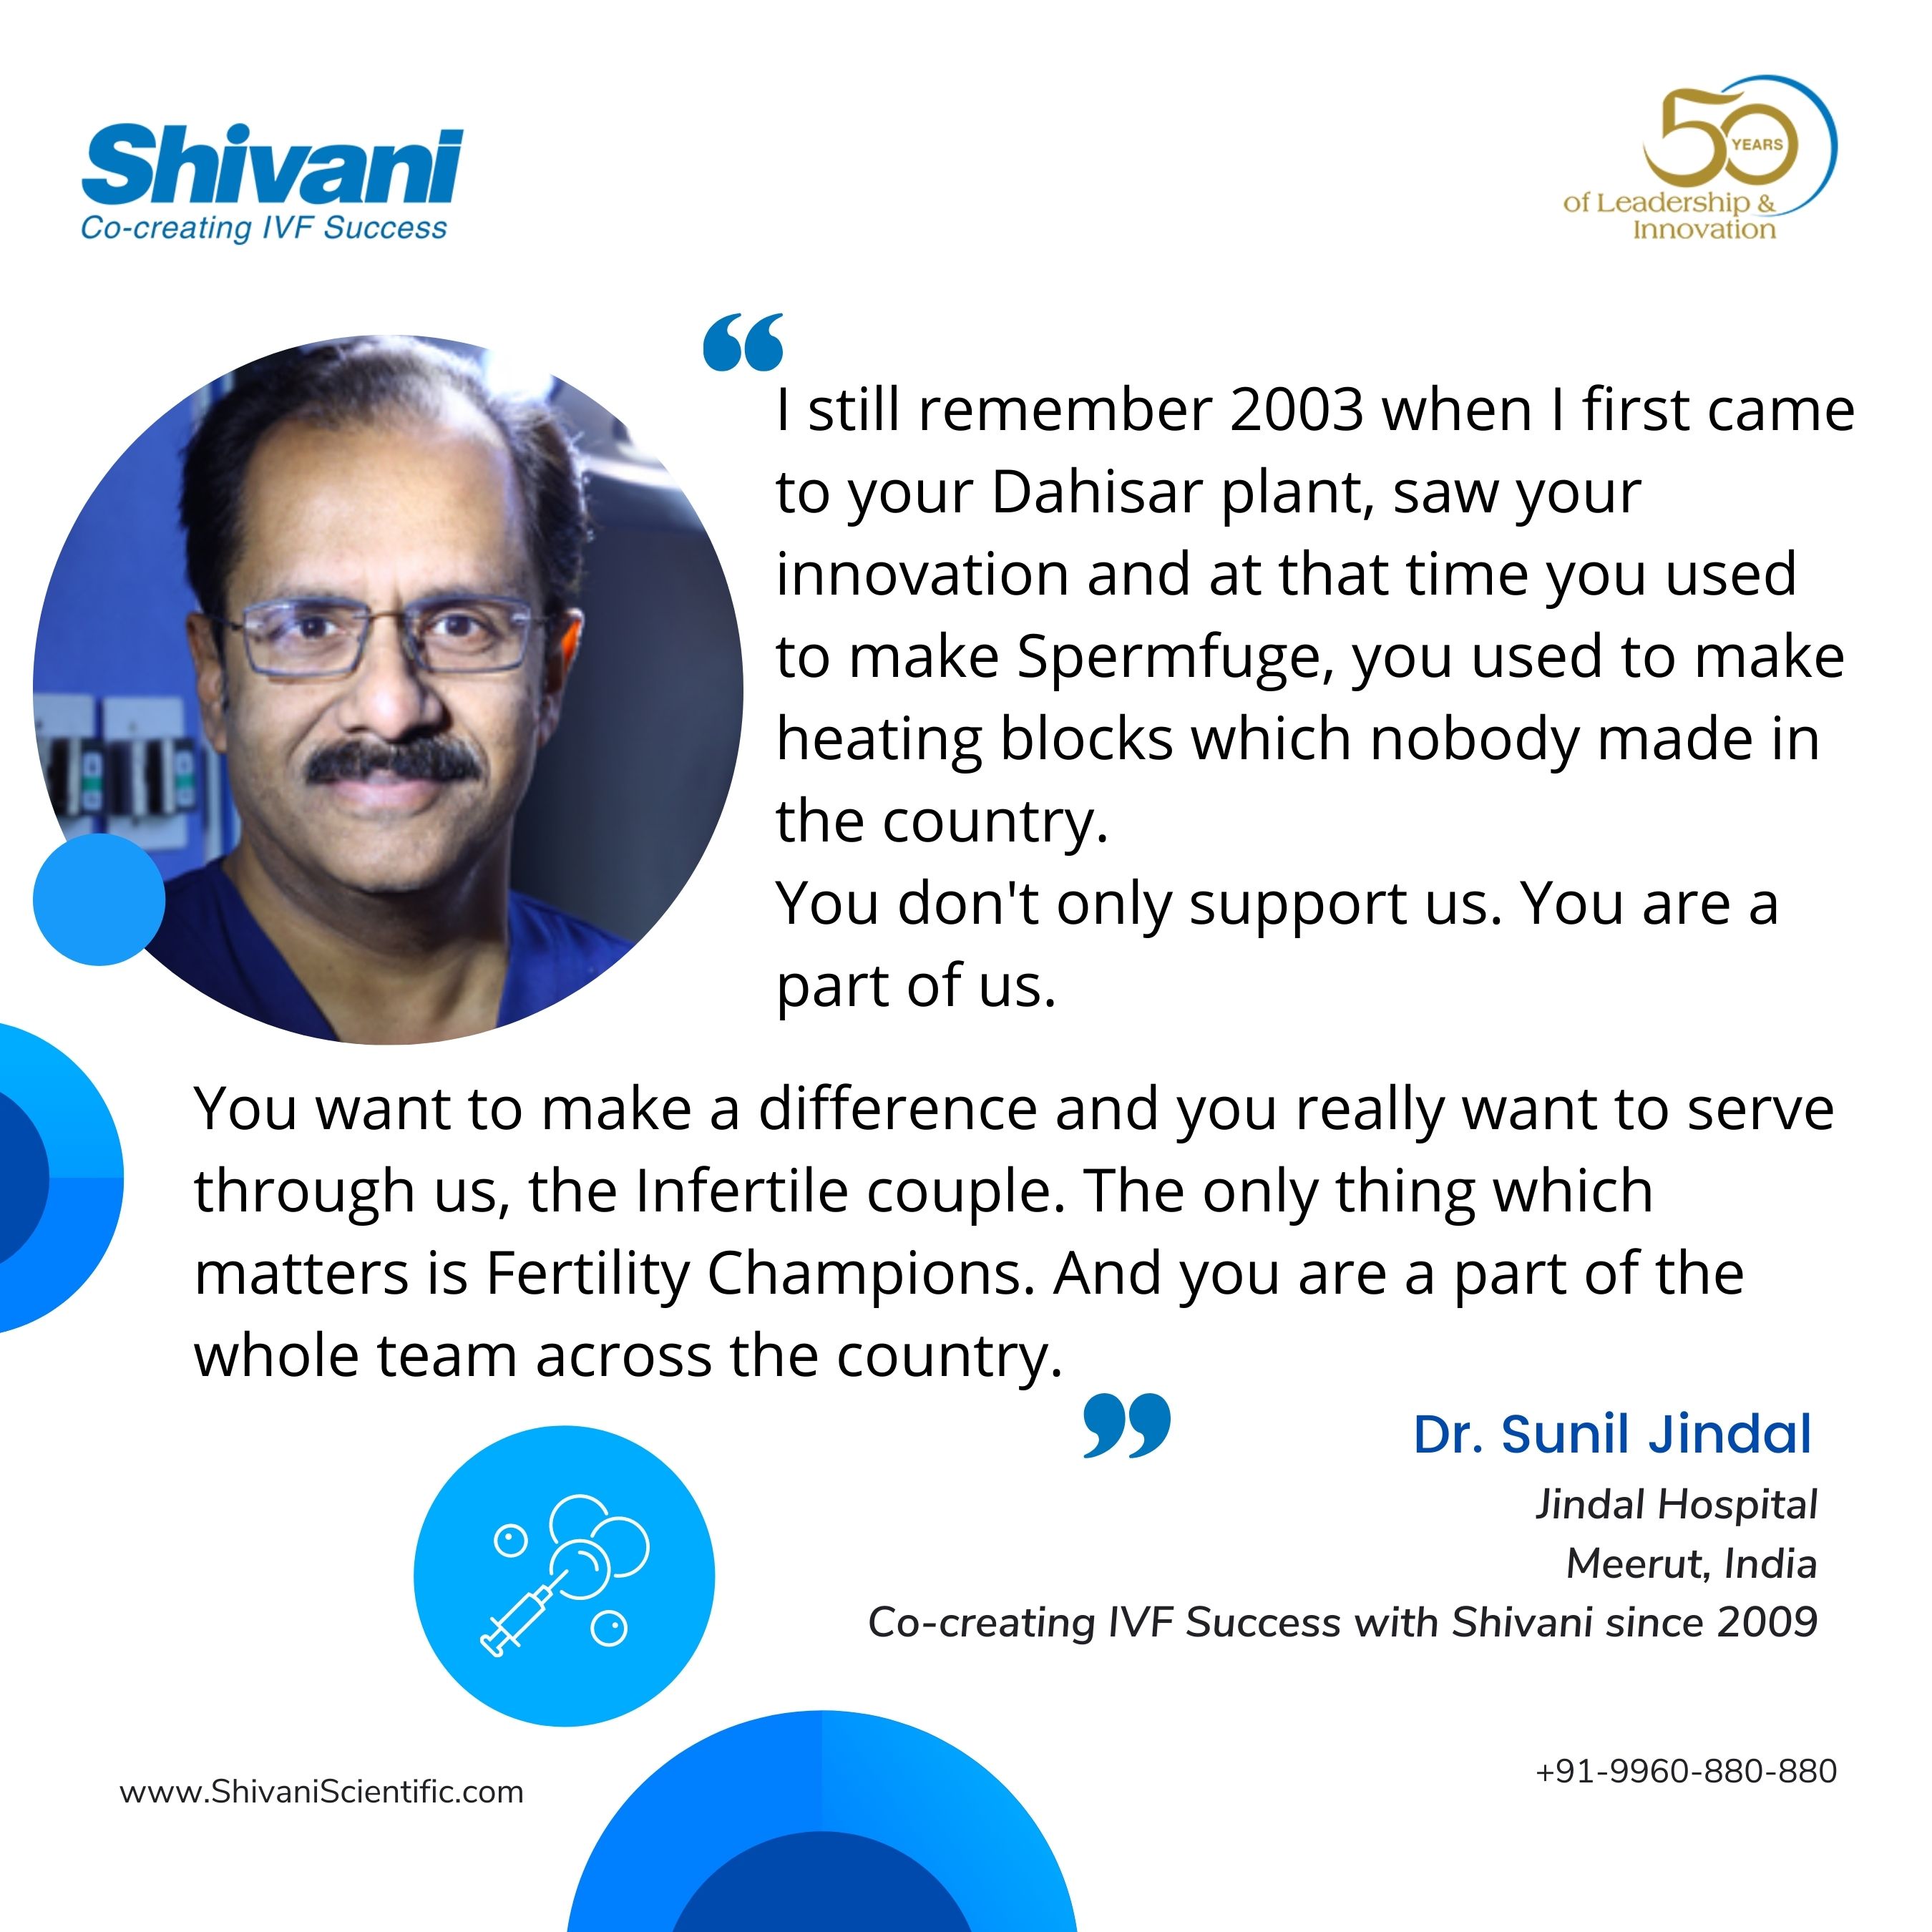 Shivani
Co-creating IVF Success
50
YEARS
of Leadership &
Innovation
“
I still remember 2003 when I first came
to your Dahisar plant, saw your
innovation and at that time you used
to make Spermfuge, you used to make
heating blocks which nobody made in
the country.
You don't only support us. You are a
part of us.
You want to make a difference and you really want to serve
through us, the Infertile couple. The only thing which
matters is Fertility Champions. And you are a part of the
whole team across the country.
”
Dr. Sunil Jindal
Jindal Hospital
Meerut, India
Co-creating IVF Success with Shivani since 2009
www.ShivaniScientific.com
+91-9960-880-880